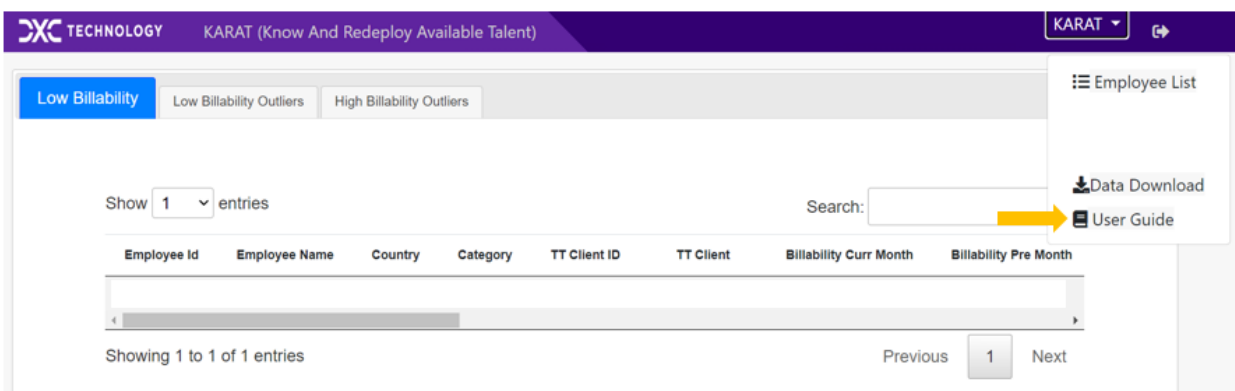 DXC TECHNOLOGY KARAT (Know And Redeploy Available Talent) KARAT
Employee List
Low Billability Low Billability Outliers High Billability Outliers
Data Download
Show 1 entries Search:
User Guide
Employee Id Employee Name Country Category TT Client ID TT Client Billability Curr Month Billability Pre Month
Showing 1 to 1 of 1 entries Previous 1 Next